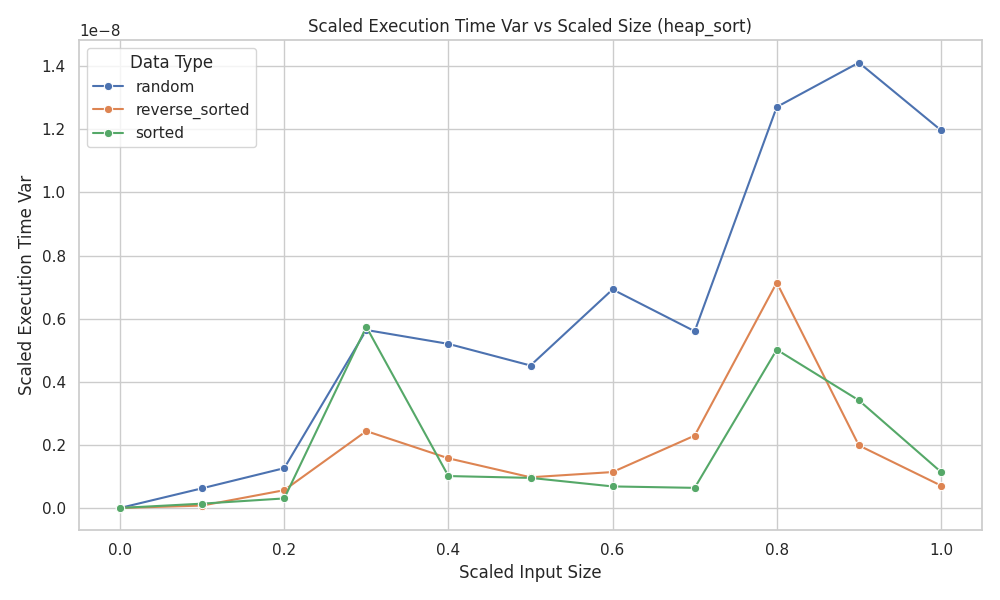 Scaled Execution Time Var vs Scaled Size (heap_sort)
1e−8
Data Type
random
reverse_sorted
sorted
1.4
1.2
1.0
0.8
0.6
0.4
0.2
0.0
Scaled Execution Time Var
0.0 0.2 0.4 0.6 0.8 1.0
Scaled Input Size